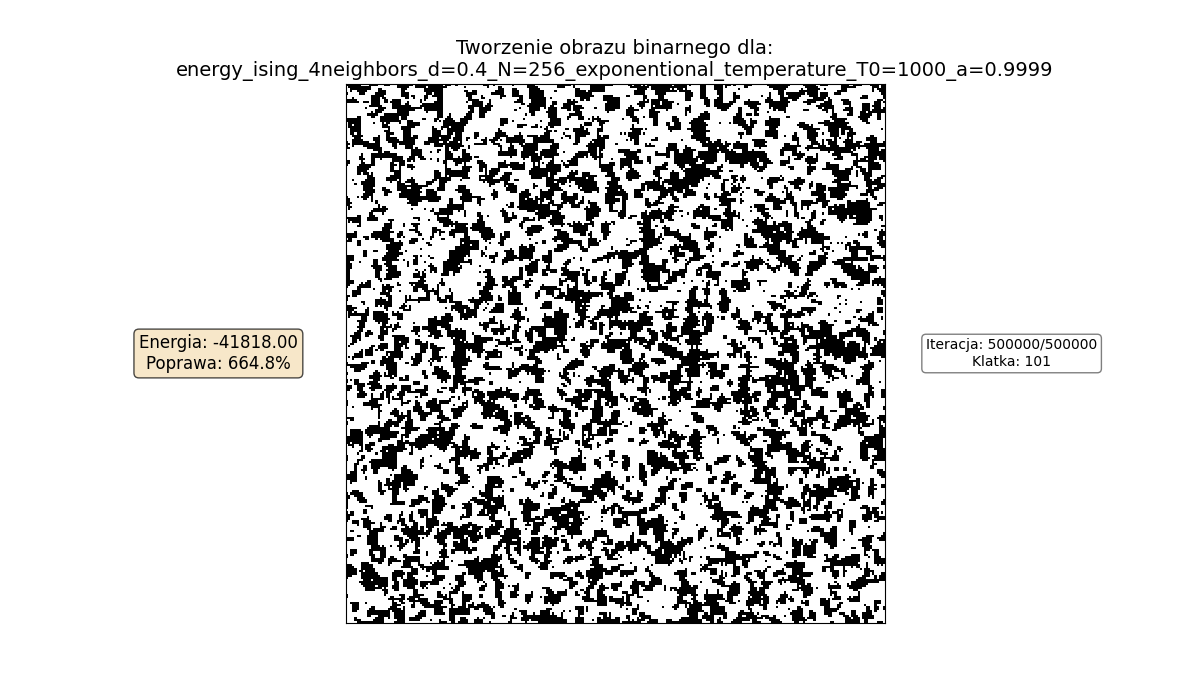 Tworzenie obrazu binarnego dla:
energy_ising_4neighbors_d=0.4_N=256_exponentional_temperature_T0=1000_a=0.9999
Energia: -41818.00
Poprawa: 664.8%
Iteracja: 500000/500000
Klatka: 101